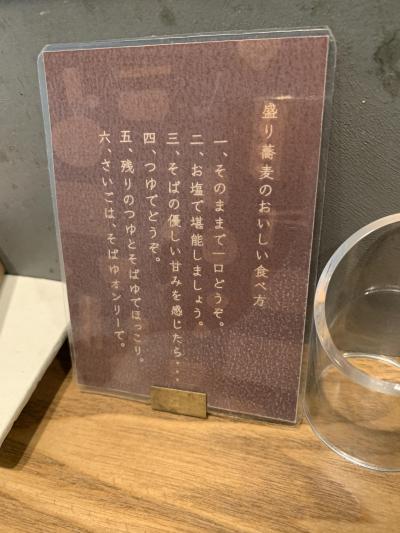 盛り蕎麦のおいしい食べ方
一、そのままで一口どうぞ。
二、お塩で堪能しましょう。
三、そばの優しい甘みを感じたら...
四、つゆでどうぞ。
五、残りのつゆとそばゆでほっこり。
六、さいごは、そばゆオンリーで。